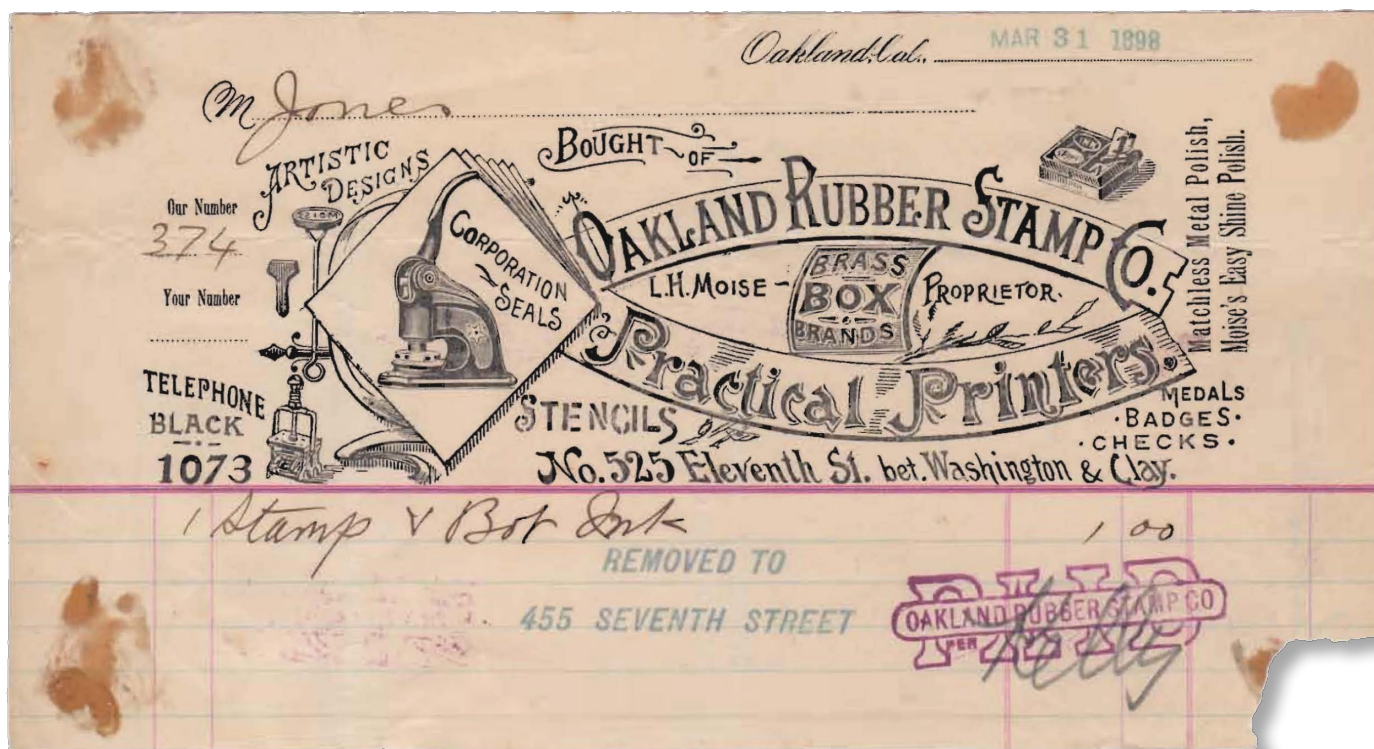 Oakland, Cal. MAR 31 1898
M Jones
BOUGHT OF
ARTISTIC DESIGNS
Our Number
374
Your Number
MOISE
CORPORATION SEALS
OAKLAND RUBBER STAMP CO.
L.H. MOISE PROPRIETOR.
BRASS
BOX
BRANDS
Practical Printers.
Matchless Metal Polish,
Moise's Easy Shine Polish.
TELEPHONE
BLACK
1073
STENCILS
MEDALS
·BADGES·
·CHECKS·
No. 525 Eleventh St. bet. Washington & Clay.
1 Stamp & Bot Ink 1 00
REMOVED TO
455 SEVENTH STREET
PAID
OAKLAND RUBBER STAMP CO
PER Kelly